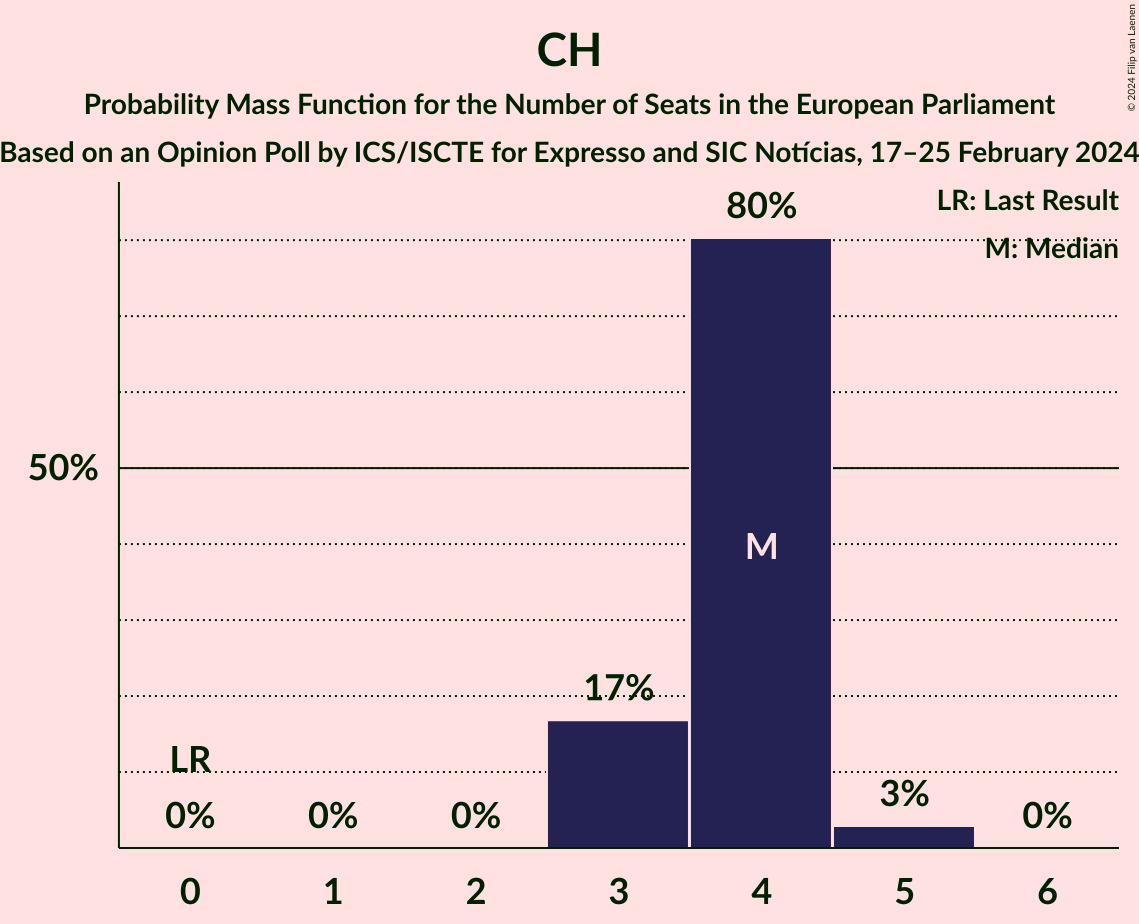 CH
Probability Mass Function for the Number of Seats in the European Parliament
Based on an Opinion Poll by ICS/ISCTE for Expresso and SIC Notícias, 17–25 February 2024
© 2024 Filip van Laenen
LR: Last Result
M: Median
80%
50%
M
17%
LR
3%
0% 0% 0% 0%
0 1 2 3 4 5 6